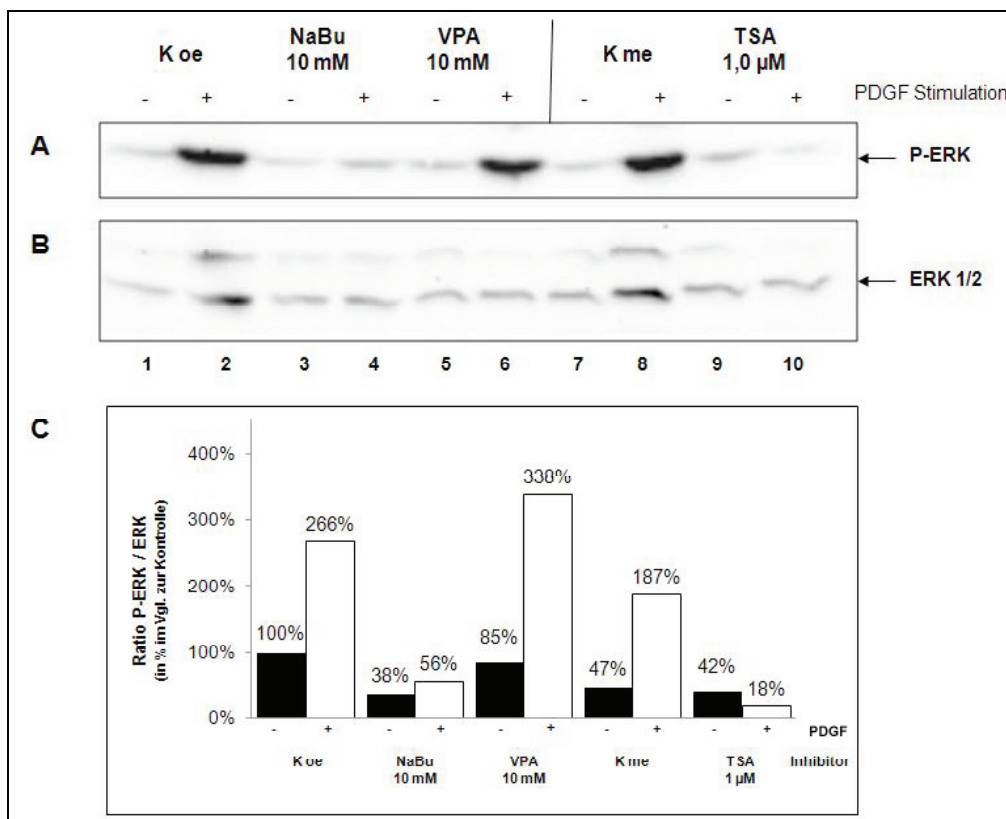 K oe NaBu 10 mM VPA 10 mM K me TSA 1,0 µM
- + - + - + - + - + PDGF Stimulation
A P-ERK
B ERK 1/2
1 2 3 4 5 6 7 8 9 10
C
Ratio P-ERK / ERK
(in % im Vgl. zur Kontrolle)
400%
300%
200%
100%
0%
100% 266% 38% 56% 85% 338% 47% 187% 42% 18%
- + - + - + - + - + PDGF
K oe NaBu 10 mM VPA 10 mM K me TSA 1 µM Inhibitor